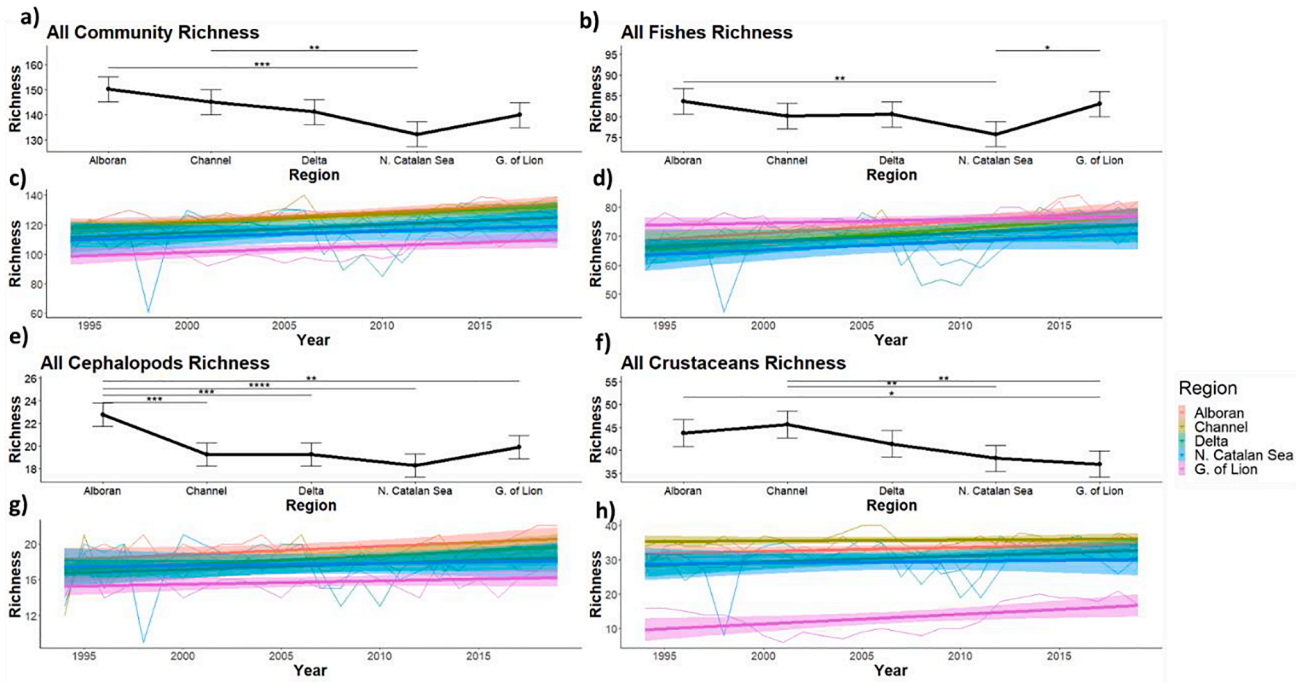 a)
All Community Richness
Richness
160
150
140
130
**
***
Alboran Channel Delta N. Catalan Sea G. of Lion
Region
b)
All Fishes Richness
Richness
95
90
85
80
75
*
**
Alboran Channel Delta N. Catalan Sea G. of Lion
Region
c)
Richness
140
120
100
80
60
1995 2000 2005 2010 2015
Year
d)
Richness
80
70
60
50
1995 2000 2005 2010 2015
Year
e)
All Cephalopods Richness
Richness
26
24
22
20
18
**
****
***
***
Alboran Channel Delta N. Catalan Sea G. of Lion
Region
f)
All Crustaceans Richness
Richness
55
50
45
40
35
**
**
*
Alboran Channel Delta N. Catalan Sea G. of Lion
Region
g)
Richness
20
16
12
1995 2000 2005 2010 2015
Year
h)
Richness
40
30
20
10
1995 2000 2005 2010 2015
Year
Region
Alboran
Channel
Delta
N. Catalan Sea
G. of Lion